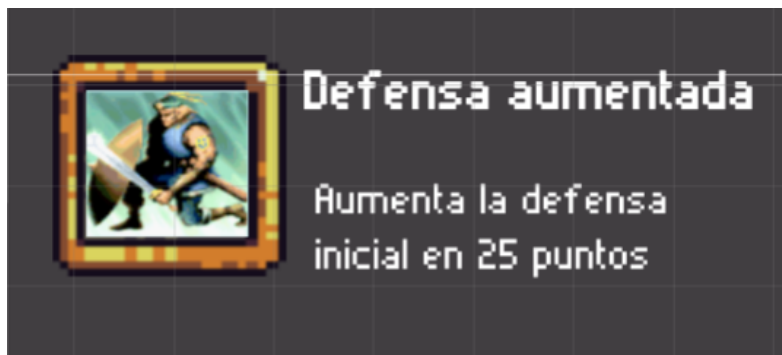 Defensa aumentada
Aumenta la defensa
inicial en 25 puntos